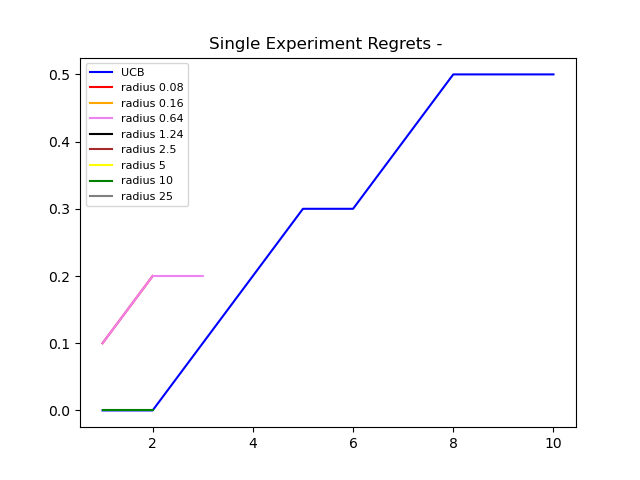 Single Experiment Regrets -
UCB
radius 0.08
radius 0.16
radius 0.64
radius 1.24
radius 2.5
radius 5
radius 10
radius 25
0.5
0.4
0.3
0.2
0.1
0.0
2 4 6 8 10